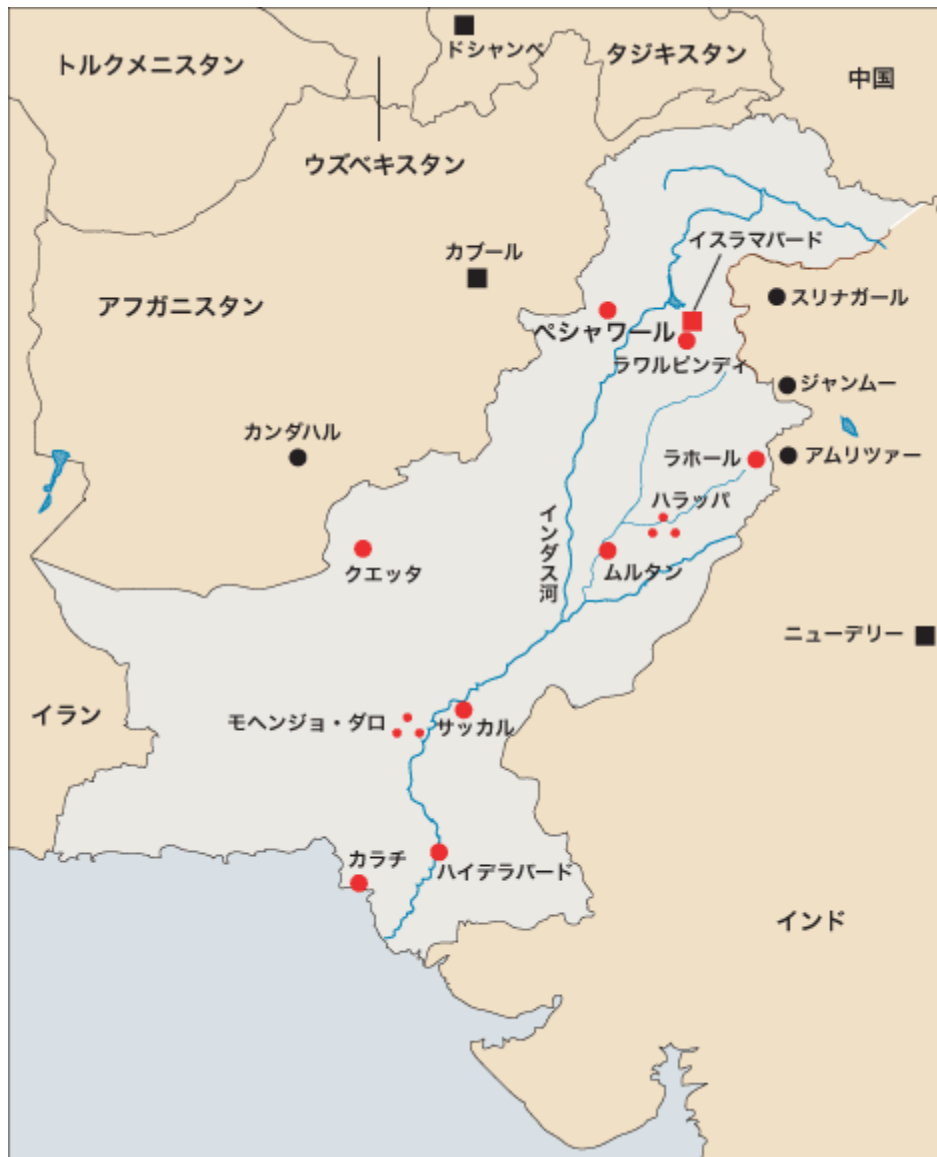 ドシャンベ
トルクメニスタン
タジキスタン
中国
ウズベキスタン
イスラマバード
カブール
アフガニスタン
スリナガール
ペシャワール
ラワルピンディ
ジャンムー
カンダハル
ラホール
アムリツァー
ハラッパ
インダス河
クエッタ
ムルタン
ニューデリー
イラン
モヘンジョ・ダロ
サッカル
カラチ
ハイデラバード
インド